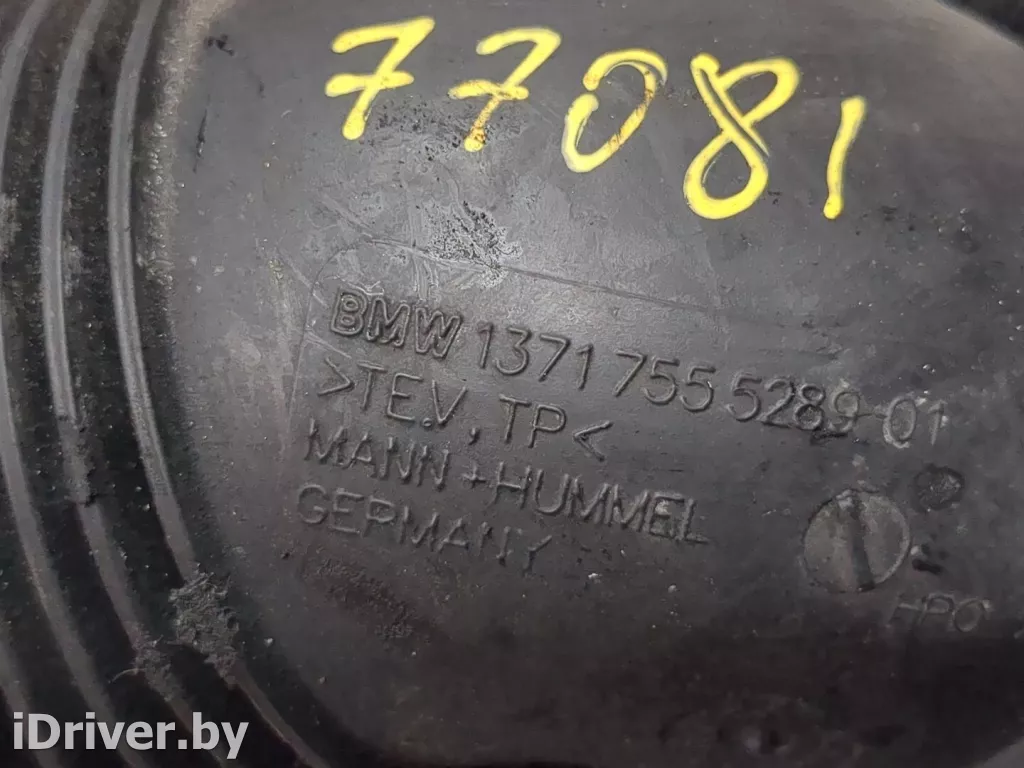 77081
BMW 1371 755 5289-01
>TE.V, TP<
MANN+HUMMEL
GERMANY
iDriver.by